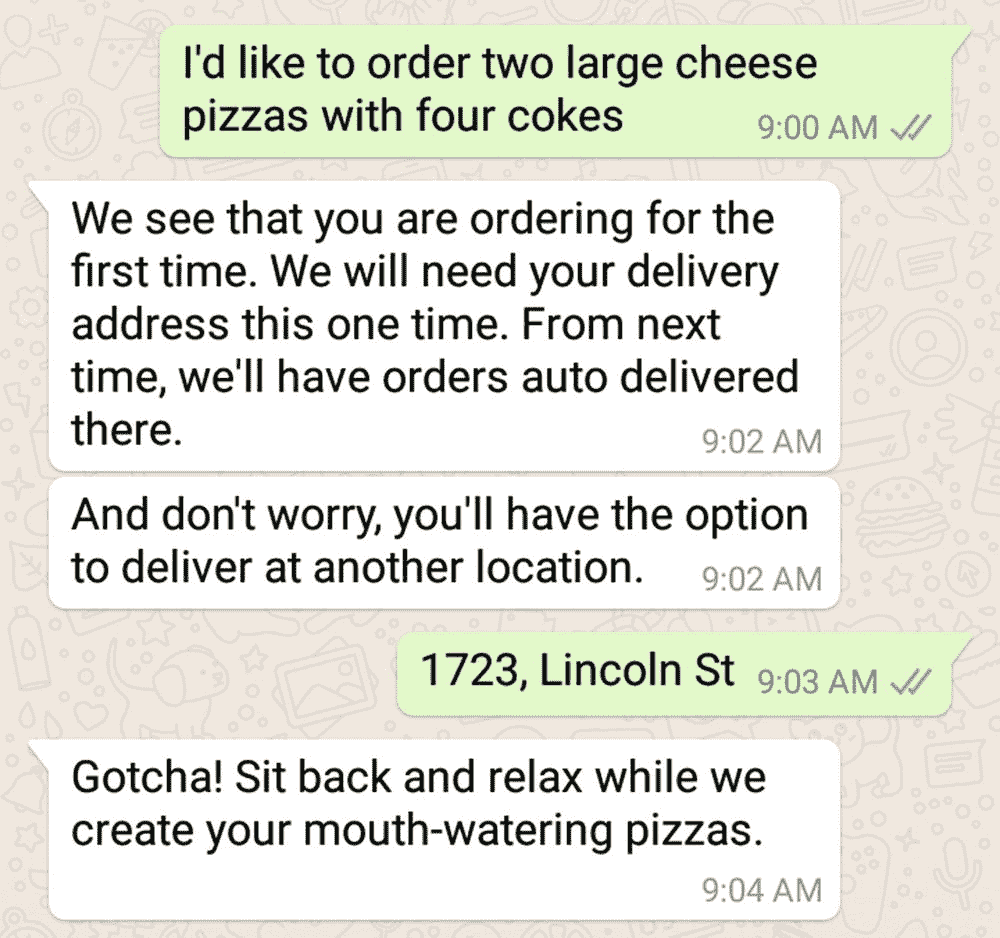 I'd like to order two large cheese
pizzas with four cokes
9:00 AM
We see that you are ordering for the
first time. We will need your delivery
address this one time. From next
time, we'll have orders auto delivered
there.
9:02 AM
And don't worry, you'll have the option
to deliver at another location.
9:02 AM
1723, Lincoln St
9:03 AM
Gotcha! Sit back and relax while we
create your mouth-watering pizzas.
9:04 AM